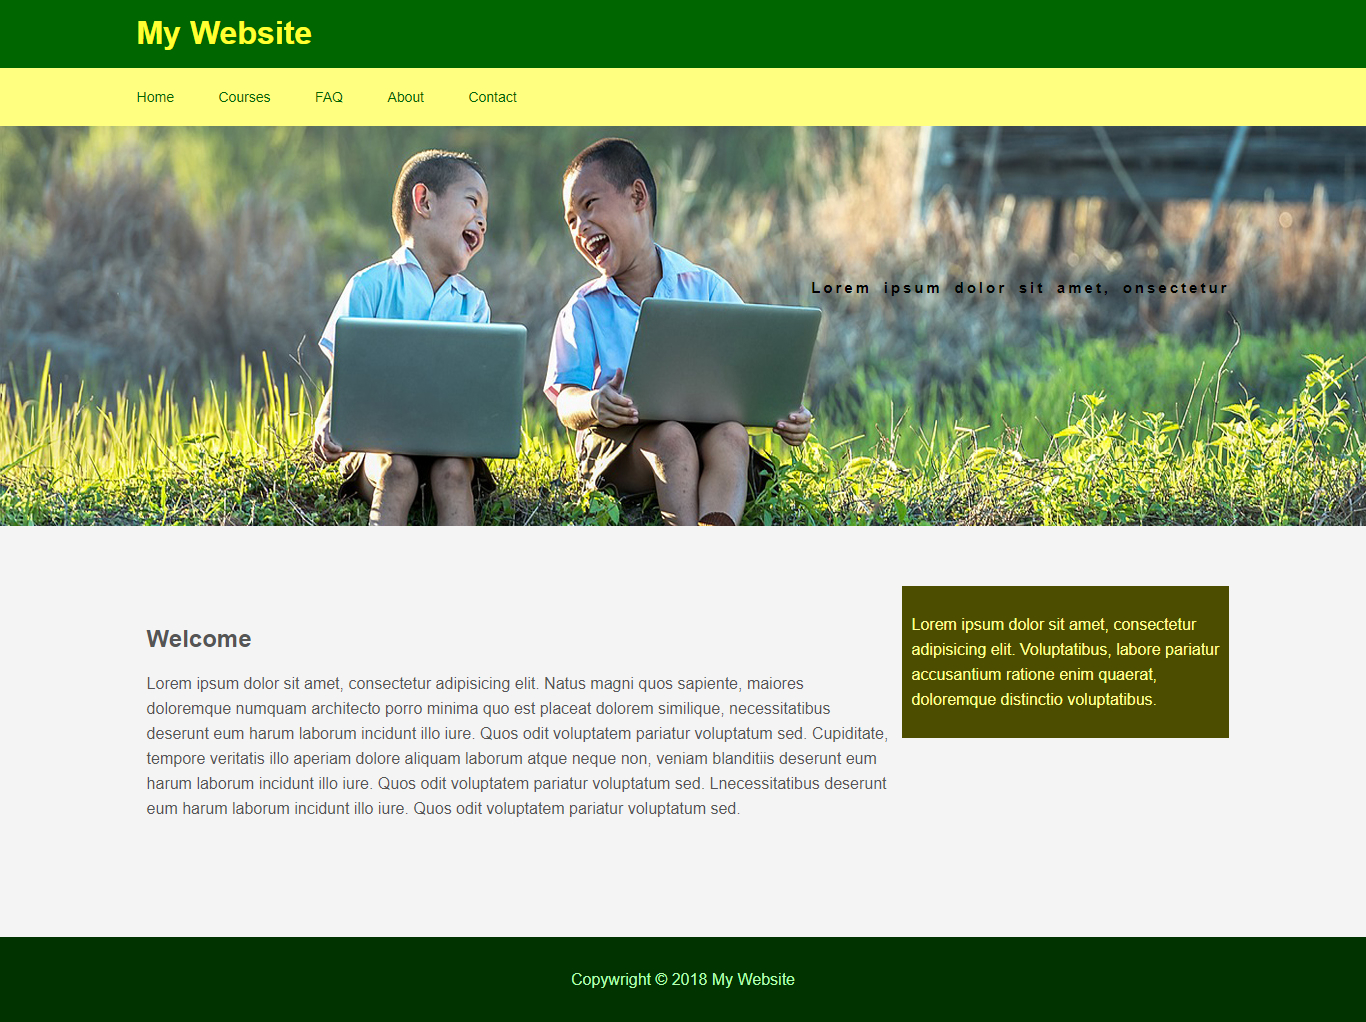 My Website
Home Courses FAQ About Contact
Lorem ipsum dolor sit amet, onsectetur
Welcome
Lorem ipsum dolor sit amet, consectetur adipisicing elit. Natus magni quos sapiente, maiores
doloremque numquam architecto porro minima quo est placeat dolorem similique, necessitatibus
deserunt eum harum laborum incidunt illo iure. Quos odit voluptatem pariatur voluptatum sed. Cupiditate,
tempore veritatis illo aperiam dolore aliquam laborum atque neque non, veniam blanditiis deserunt eum
harum laborum incidunt illo iure. Quos odit voluptatem pariatur voluptatum sed. Lnecessitatibus deserunt
eum harum laborum incidunt illo iure. Quos odit voluptatem pariatur voluptatum sed.
Lorem ipsum dolor sit amet, consectetur
adipisicing elit. Voluptatibus, labore pariatur
accusantium ratione enim quaerat,
doloremque distinctio voluptatibus.
Copywright © 2018 My Website